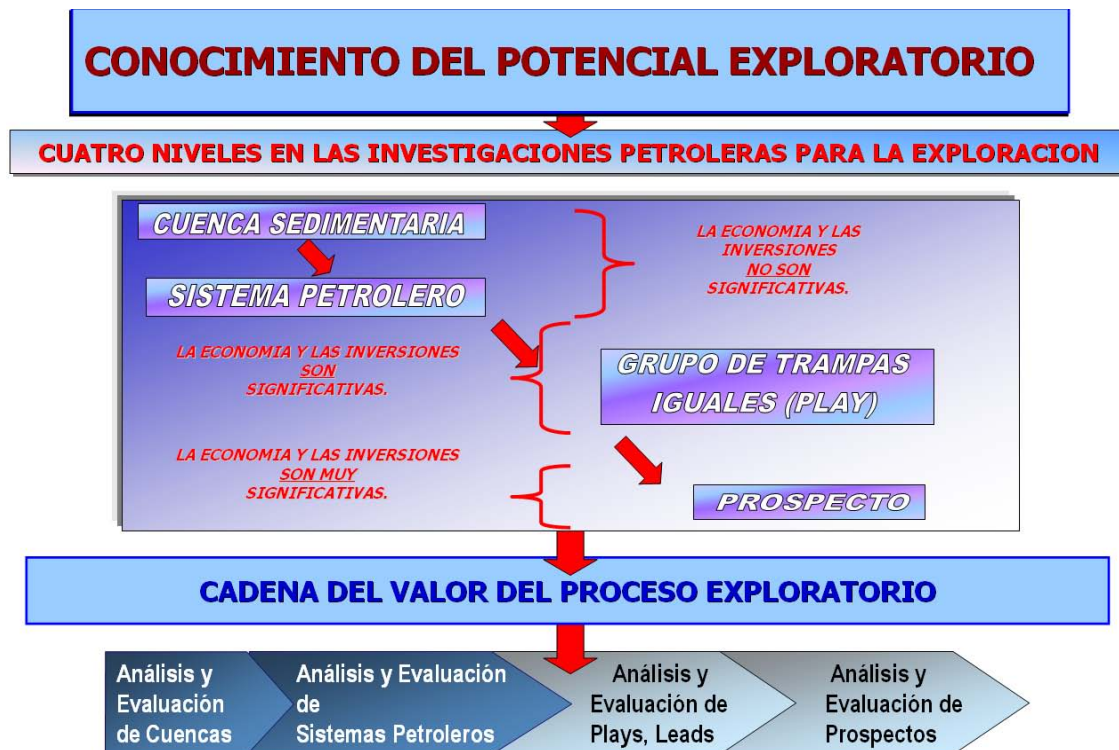 CONOCIMIENTO DEL POTENCIAL EXPLORATORIO
CUATRO NIVELES EN LAS INVESTIGACIONES PETROLERAS PARA LA EXPLORACION
CUENCA SEDIMENTARIA
LA ECONOMIA Y LAS
INVERSIONES
NO SON
SIGNIFICATIVAS.
SISTEMA PETROLERO
LA ECONOMIA Y LAS INVERSIONES
SON
SIGNIFICATIVAS.
GRUPO DE TRAMPAS
IGUALES (PLAY)
LA ECONOMIA Y LAS INVERSIONES
SON MUY
SIGNIFICATIVAS.
PROSPECTO
CADENA DEL VALOR DEL PROCESO EXPLORATORIO
Análisis y
Evaluación
de Cuencas
Análisis y Evaluación
de
Sistemas Petroleros
Análisis y
Evaluación de
Plays, Leads
Análisis y
Evaluación de
Prospectos